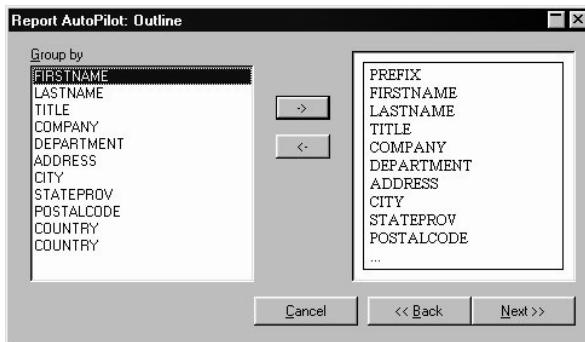 Report AutoPilot: Outline
Group by
FIRSTNAME
LASTNAME
TITLE
COMPANY
DEPARTMENT
ADDRESS
CITY
STATEPROV
POSTALCODE
COUNTRY
COUNTRY
->
<-
PREFIX
FIRSTNAME
LASTNAME
TITLE
COMPANY
DEPARTMENT
ADDRESS
CITY
STATEPROV
POSTALCODE
...
Cancel
<< Back
Next >>